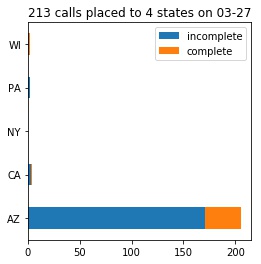 213 calls placed to 4 states on 03-27
incomplete
complete
WI
PA
NY
CA
AZ
0 50 100 150 200